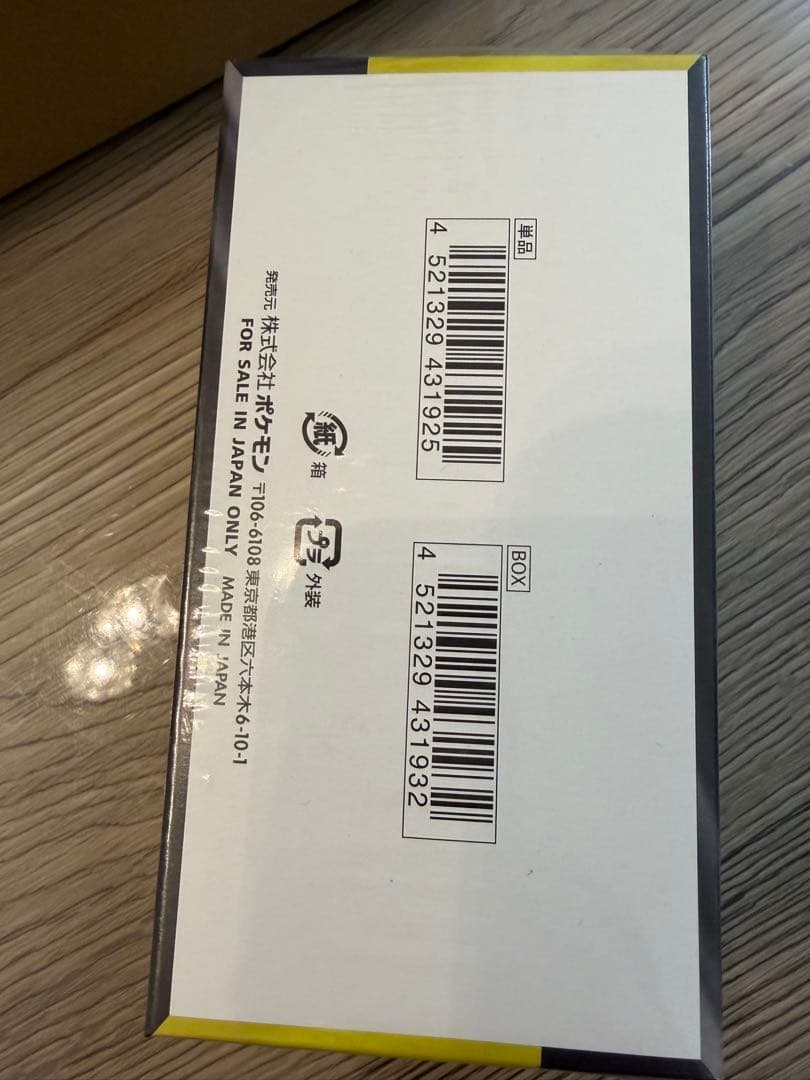 単品
4 521329 431925
BOX
4 521329 431932
紙
箱
プラ
外装
発売元 株式会社 ポケモン 〒106-6108 東京都港区六本木6-10-1
FOR SALE IN JAPAN ONLY MADE IN JAPAN